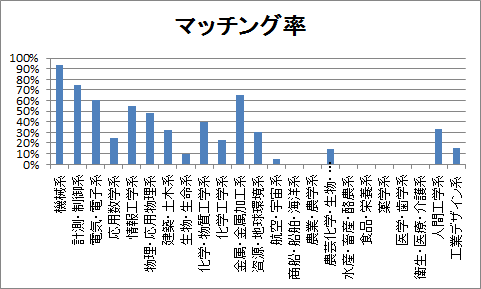 マッチング率
100%
90%
80%
70%
60%
50%
40%
30%
20%
10%
0%
機械系
計測・制御系
電気・電子系
応用数学系
情報工学系
物理・応用物理系
建築・土木系
生物・生命系
化学・物質工学系
化学工学系
金属・金属加工系
資源・地球環境系
航空・宇宙系
商船・船舶・海洋系
農業・農学系
農芸化学・生物・…
水産・畜産・酪農系
食品・栄養系
薬学系
医学・歯学系
衛生・医療・介護系
人間工学系
工業デザイン系